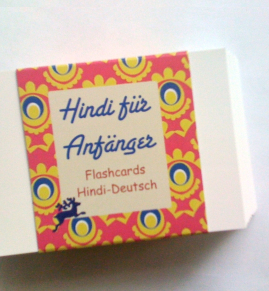 Hindi für
Anfänger
Flashcards
Hindi-Deutsch